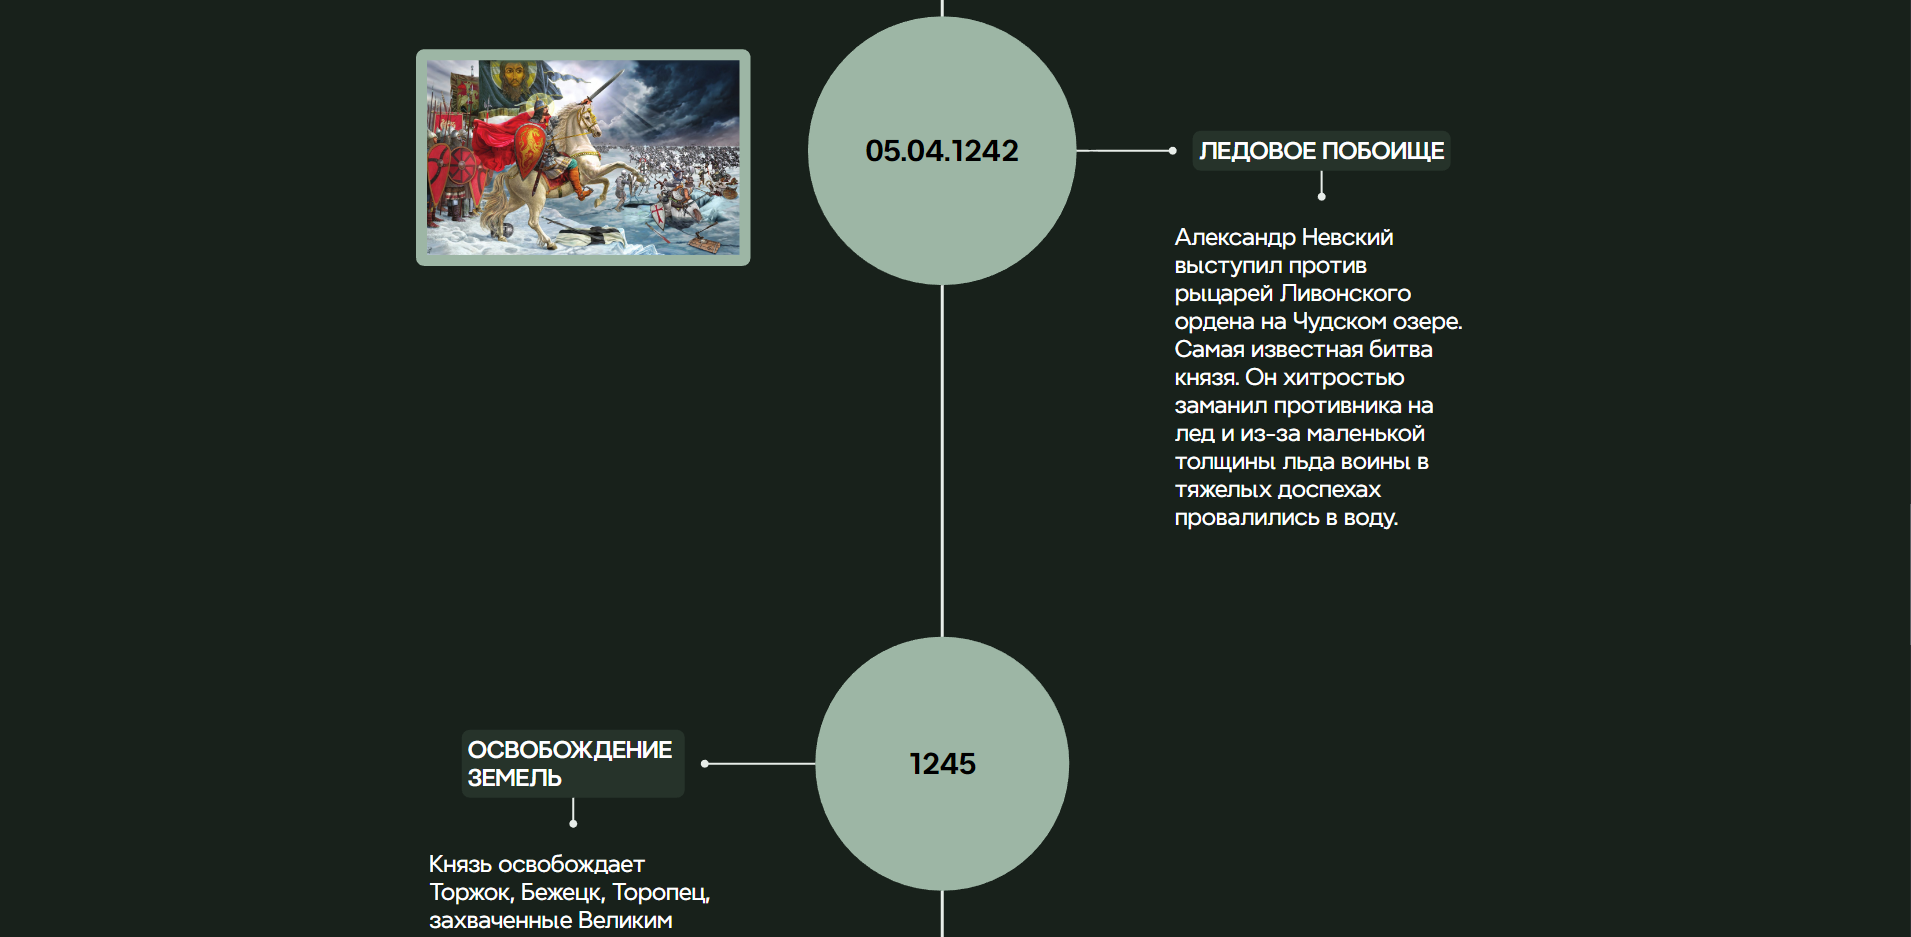 05.04.1242
ЛЕДОВОЕ ПОБОИЩЕ
Александр Невский
выступил против
рыцарей Ливонского
ордена на Чудском озере.
Самая известная битва
князя. Он хитростью
заманил противника на
лед и из-за маленькой
толщины льда воины в
тяжелых доспехах
провалились в воду.
1245
ОСВОБОЖДЕНИЕ
ЗЕМЕЛЬ
Князь освобождает
Торжок, Бежецк, Торопец,
захваченные Великим